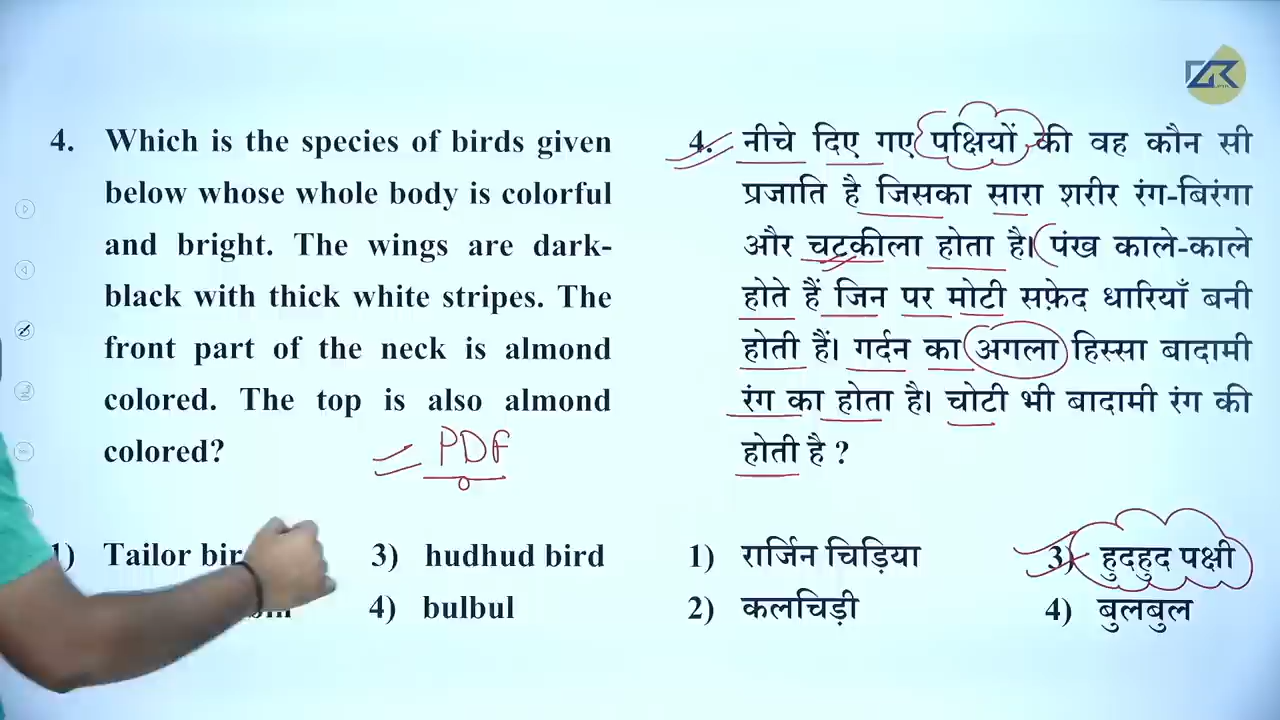 4. Which is the species of birds given
below whose whole body is colorful
and bright. The wings are dark-
black with thick white stripes. The
front part of the neck is almond
colored. The top is also almond
colored?
PDF
1) Tailor
3) hudhud bird
4) bulbul
4. नीचे दिए गए पक्षियों की वह कौन सी
प्रजाति है जिसका सारा शरीर रंग-बिरंगा
और चटकीला होता है। पंख काले-काले
होते हैं जिन पर मोटी सफ़ेद धारियाँ बनी
होती हैं। गर्दन का अगला हिस्सा बादामी
रंग का होता है। चोटी भी बादामी रंग की
होती है ?
1) रार्जिन चिड़िया
3) हुदहुद पक्षी
2) कलचिड़ी
4) बुलबुल